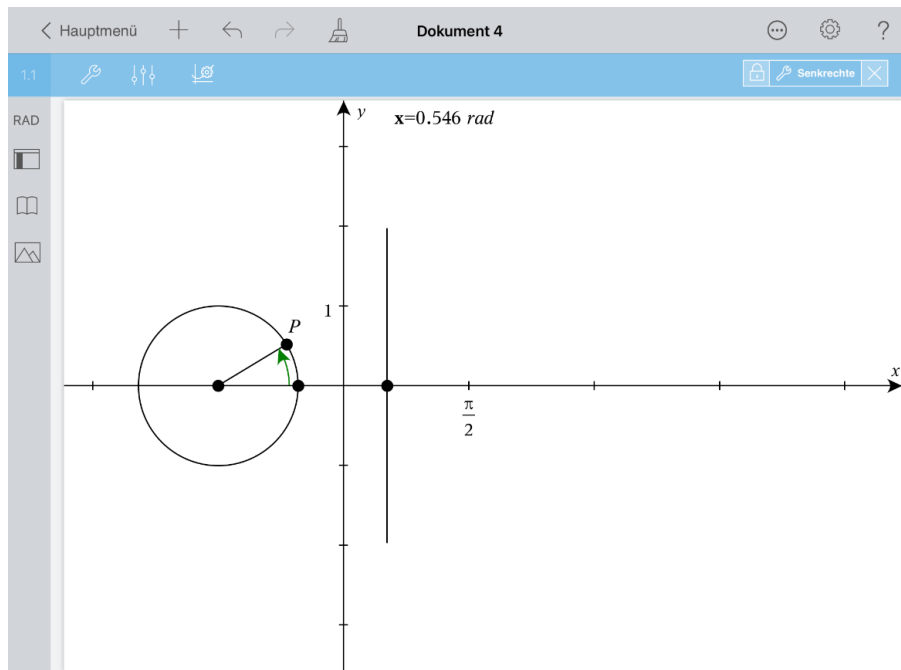 Hauptmenü
Dokument 4
?
1.1
Senkrechte
RAD
y
x=0.546 rad
1
P
x
π
2